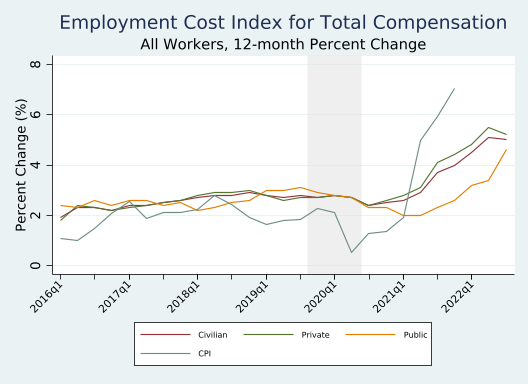 Employment Cost Index for Total Compensation
All Workers, 12-month Percent Change
Percent Change (%)
8
6
4
2
0
2016q1 2017q1 2018q1 2019q1 2020q1 2021q1 2022q1
Civilian Private Public
CPI